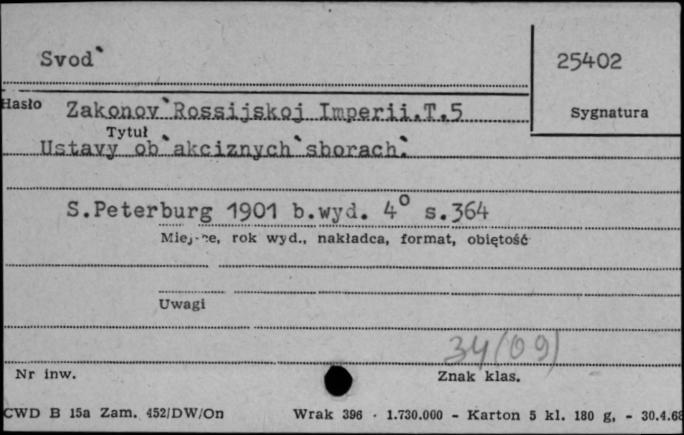 Svod`
25402
Hasło Zakonov`Rossijskoj Imperii.T.5
Sygnatura
Tytuł
Ustavy ob`akciznych`sborach`.
S.Peterburg 1901 b.wyd. 4° s.364
Miejsce, rok wyd., nakładca, format, objętość
Uwagi
34(09)
Nr inw.
Znak klas.
CWD B 15a Zam. 452/DW/On Wrak 396 · 1.730.000 - Karton 5 kl. 180 g. - 30.4.68